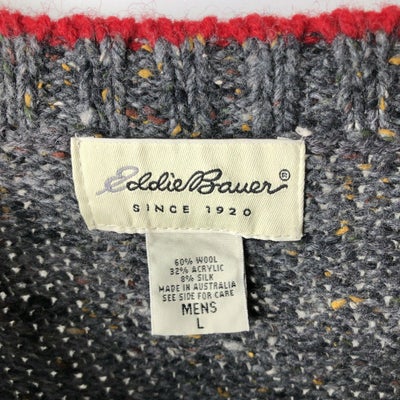 Eddie Bauer®
SINCE 1920
60% WOOL
32% ACRYLIC
8% SILK
MADE IN AUSTRALIA
SEE SIDE FOR CARE
MENS
L